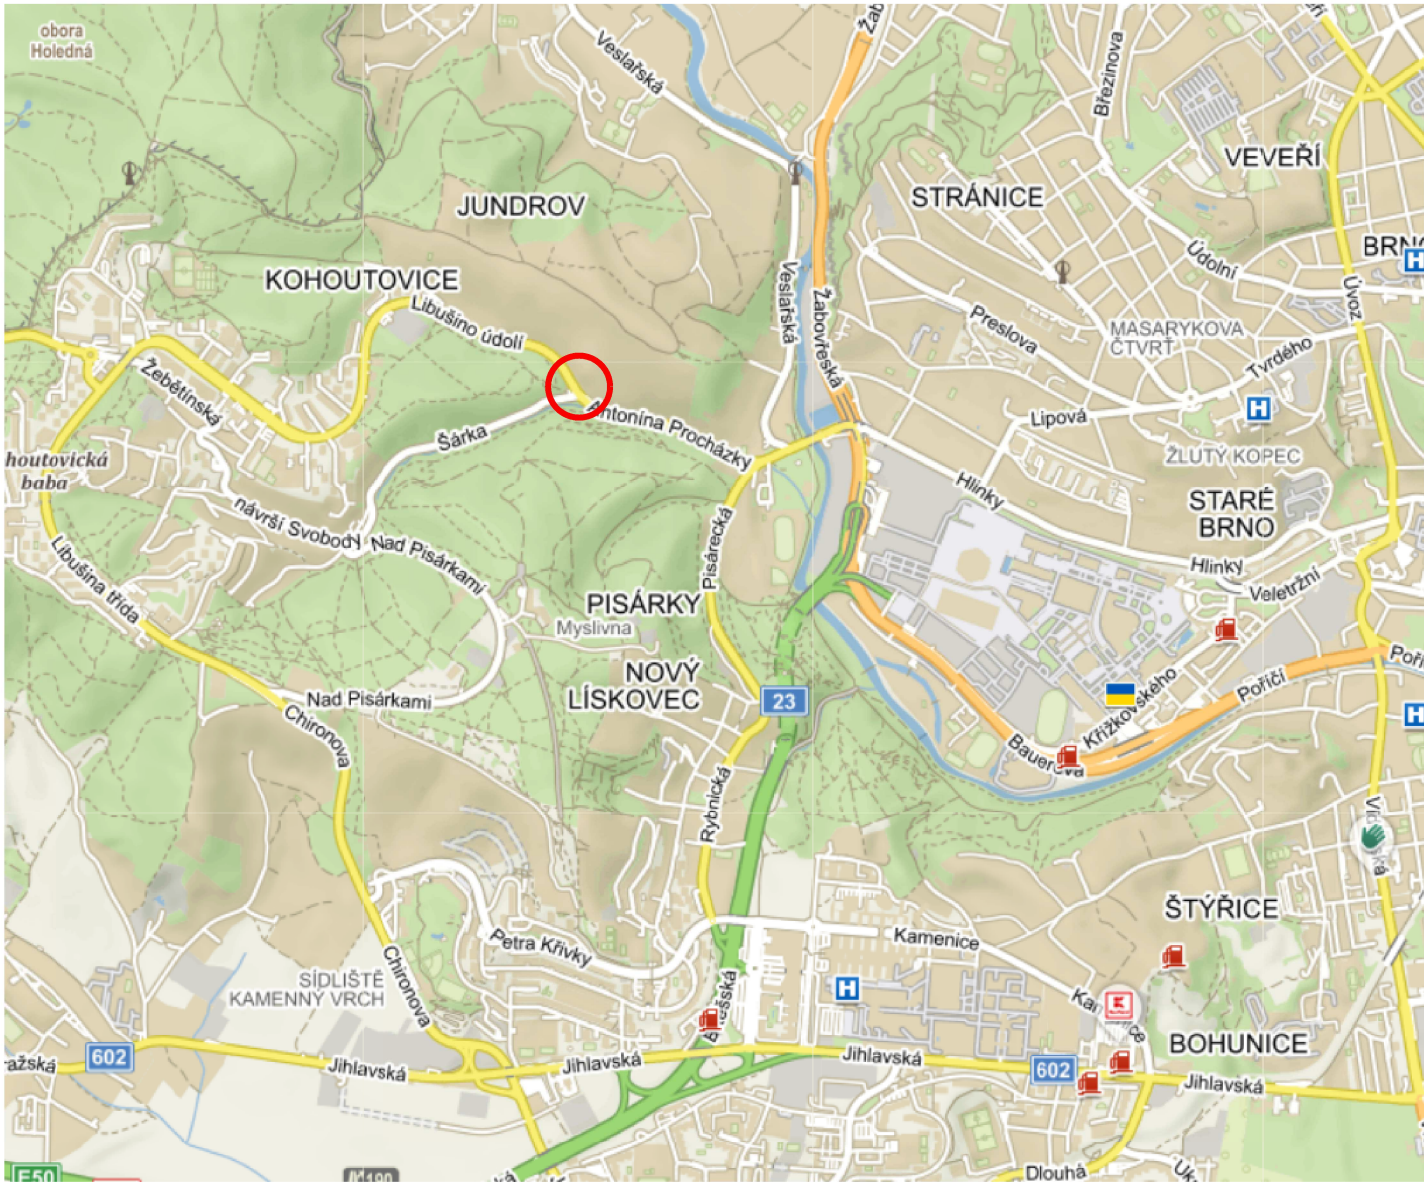 obora
Holedná
Veslařská
Březinova
VEVEŘÍ
JUNDROV
STRÁNICE
KOHOUTOVICE
Libušino údolí
Veslařská
Žabovřeská
Údolní
BRNO
H
Úvoz
Preslova
MASARYKOVA
ČTVRŤ
Tvrdého
Žebětínská
Antonína Procházky
Lipová
H
Šárka
ŽLUTÝ KOPEC
houtovická
baba
Hlinky
STARÉ
BRNO
návrší Svobody
Nad Pisárkami
Pisárecká
Hlinky
Veletržní
Libušina třída
PISÁRKY
Myslivna
NOVÝ
LÍSKOVEC
23
Nad Pisárkami
Chironova
Poříčí
Křížkovského
H
Bauerova
Rybnická
Petra Křivky
Kamenice
ŠTÝŘICE
SÍDLIŠTĚ
KAMENNÝ VRCH
Chironova
H
BOHUNICE
602
Jihlavská
Jihlavská
Jihlavská
602
Jihlavská
E50
Dlouhá